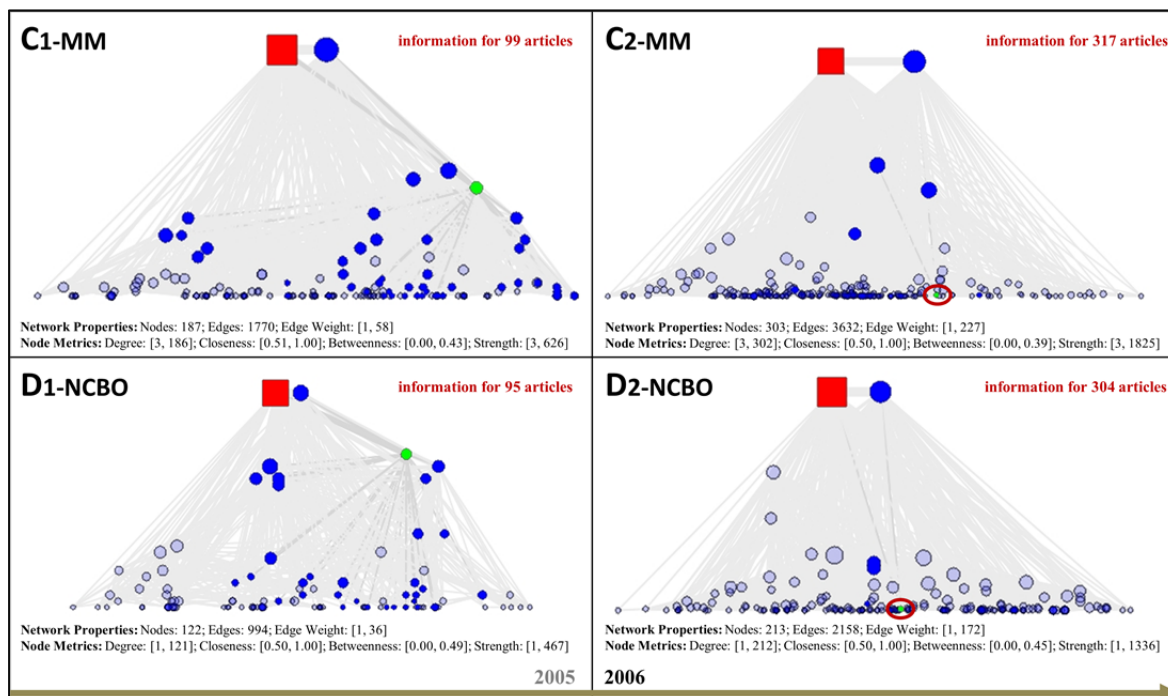 C1-MM
information for 99 articles
Network Properties: Nodes: 187; Edges: 1770; Edge Weight: [1, 58]
Node Metrics: Degree: [3, 186]; Closeness: [0.51, 1.00]; Betweenness: [0.00, 0.43]; Strength: [3, 626]
C2-MM
information for 317 articles
Network Properties: Nodes: 303; Edges: 3632; Edge Weight: [1, 227]
Node Metrics: Degree: [3, 302]; Closeness: [0.50, 1.00]; Betweenness: [0.00, 0.39]; Strength: [3, 1825]
D1-NCBO
information for 95 articles
Network Properties: Nodes: 122; Edges: 994; Edge Weight: [1, 36]
Node Metrics: Degree: [1, 121]; Closeness: [0.50, 1.00]; Betweenness: [0.00, 0.49]; Strength: [1, 467]
2005
D2-NCBO
information for 304 articles
Network Properties: Nodes: 213; Edges: 2158; Edge Weight: [1, 172]
Node Metrics: Degree: [1, 212]; Closeness: [0.50, 1.00]; Betweenness: [0.00, 0.45]; Strength: [1, 1336]
2006